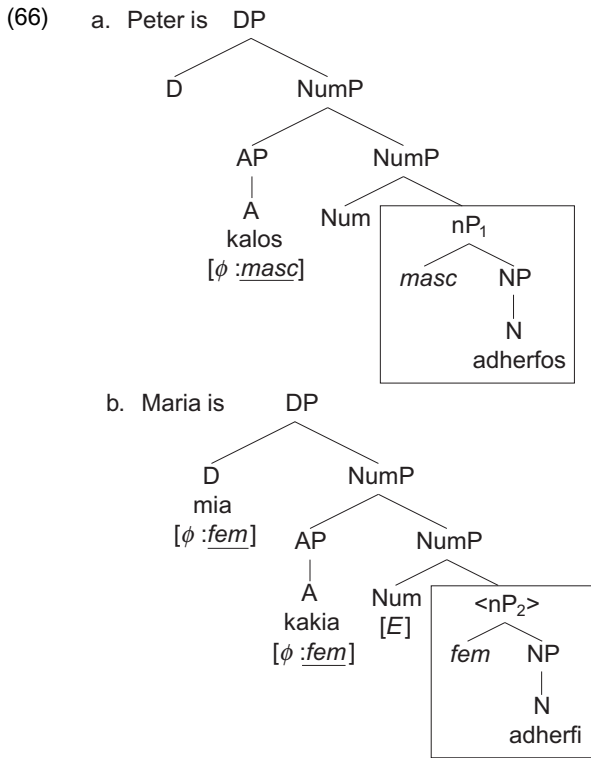 (66) a. Peter is DP
D NumP
AP NumP
A Num nP₁
kalos
[ϕ :masc] masc NP
N
adherfos
b. Maria is DP
D NumP
mia
[ϕ :fem] AP NumP
A Num <nP₂>
kakia [E]
[ϕ :fem] fem NP
N
adherfi